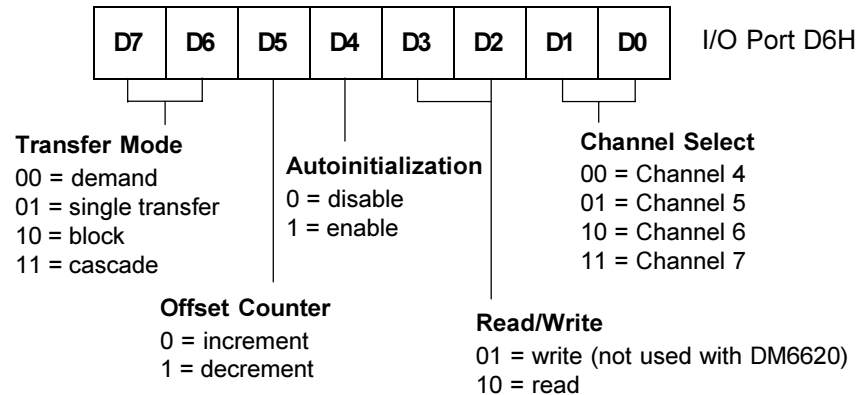 D7 D6 D5 D4 D3 D2 D1 D0 I/O Port D6H
Transfer Mode
00 = demand
01 = single transfer
10 = block
11 = cascade
Autoinitialization
0 = disable
1 = enable
Channel Select
00 = Channel 4
01 = Channel 5
10 = Channel 6
11 = Channel 7
Offset Counter
0 = increment
1 = decrement
Read/Write
01 = write (not used with DM6620)
10 = read